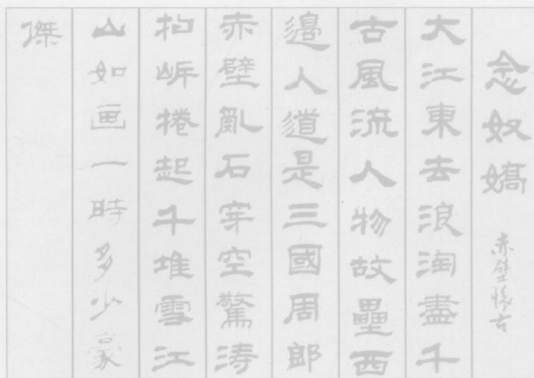 念奴嬌 赤壁懷古
大江東去浪淘盡千
古風流人物故壘西
邊人道是三國周郎
赤壁亂石穿空驚涛
拍岍捲起千堆雪江
山如画一時多少豪
傑